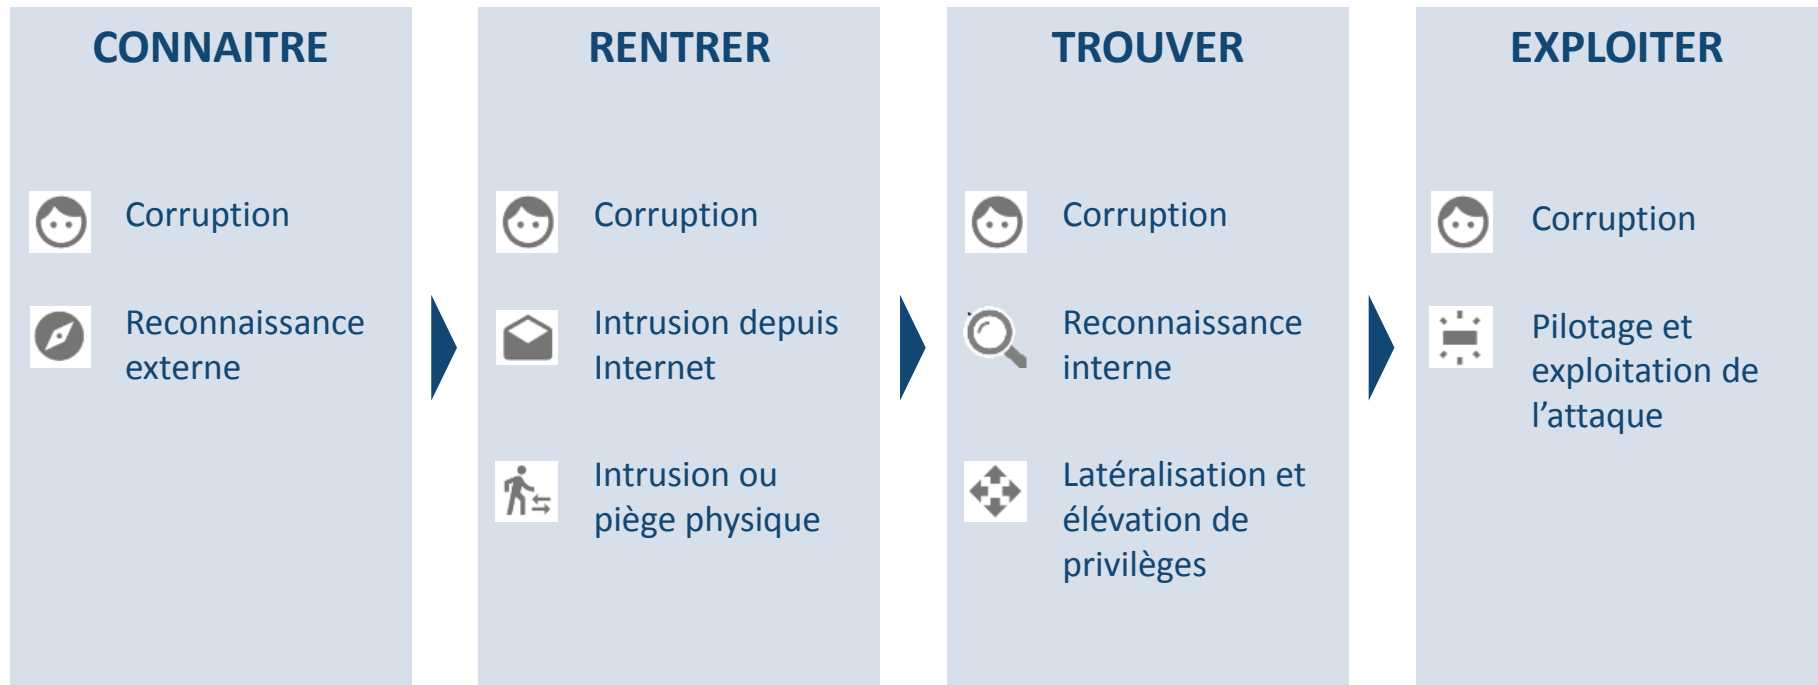 CONNAITRE
Corruption
Reconnaissance
externe
RENTRER
Corruption
Intrusion depuis
Internet
Intrusion ou
piège physique
TROUVER
Corruption
Reconnaissance
interne
Latéralisation et
élévation de
privilèges
EXPLOITER
Corruption
Pilotage et
exploitation de
l’attaque